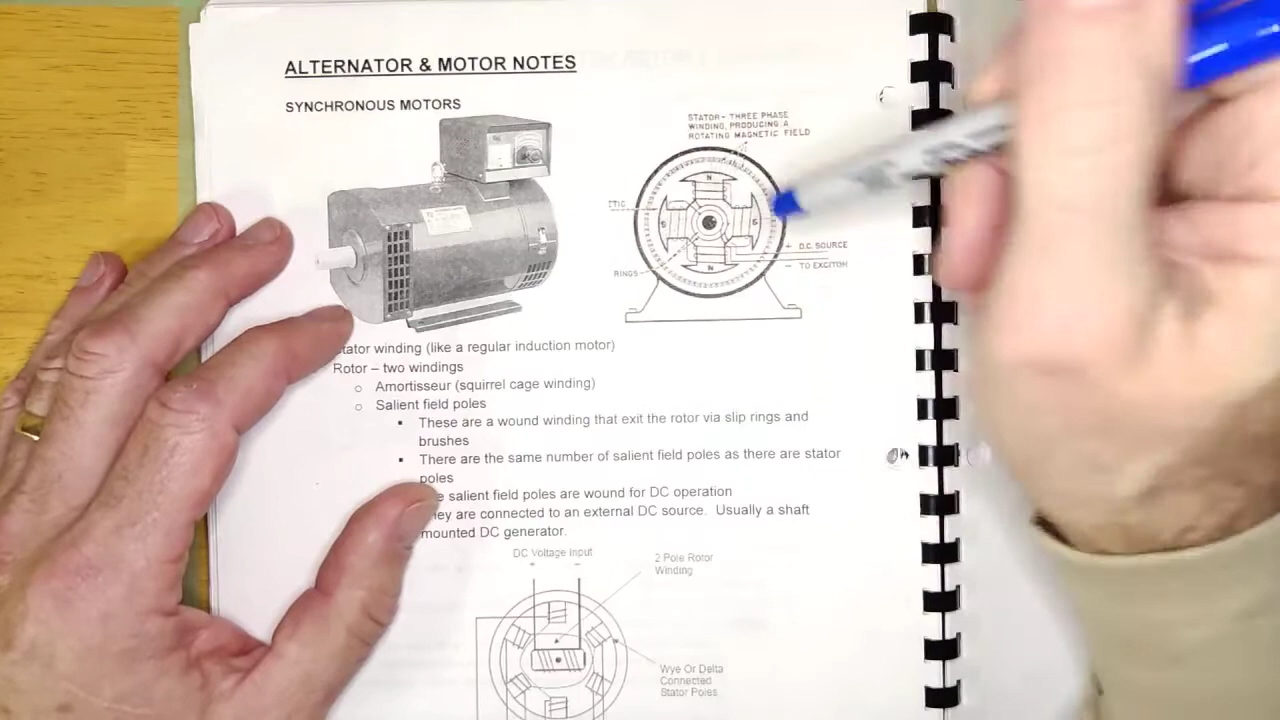 ALTERNATOR & MOTOR NOTES
SYNCHRONOUS MOTORS
STATOR - THREE PHASE
WINDING, PRODUCING A
ROTATING MAGNETIC FIELD
N
S
S
N
+ D.C. SOURCE
- TO EXCITOR
RINGS
tator winding (like a regular induction motor)
Rotor – two windings
o Amortisseur (squirrel cage winding)
o Salient field poles
▪ These are a wound winding that exit the rotor via slip rings and
brushes
▪ There are the same number of salient field poles as there are stator
poles
e salient field poles are wound for DC operation
hey are connected to an external DC source. Usually a shaft
mounted DC generator.
DC Voltage Input
+ -
2 Pole Rotor
Winding
Wye Or Delta
Connected
Stator Poles